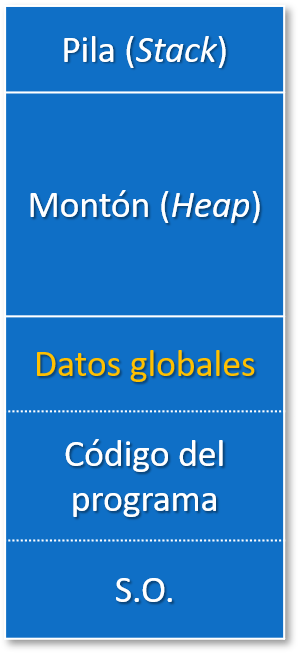 Pila (Stack)
Montón (Heap)
Datos globales
Código del
programa
S.O.